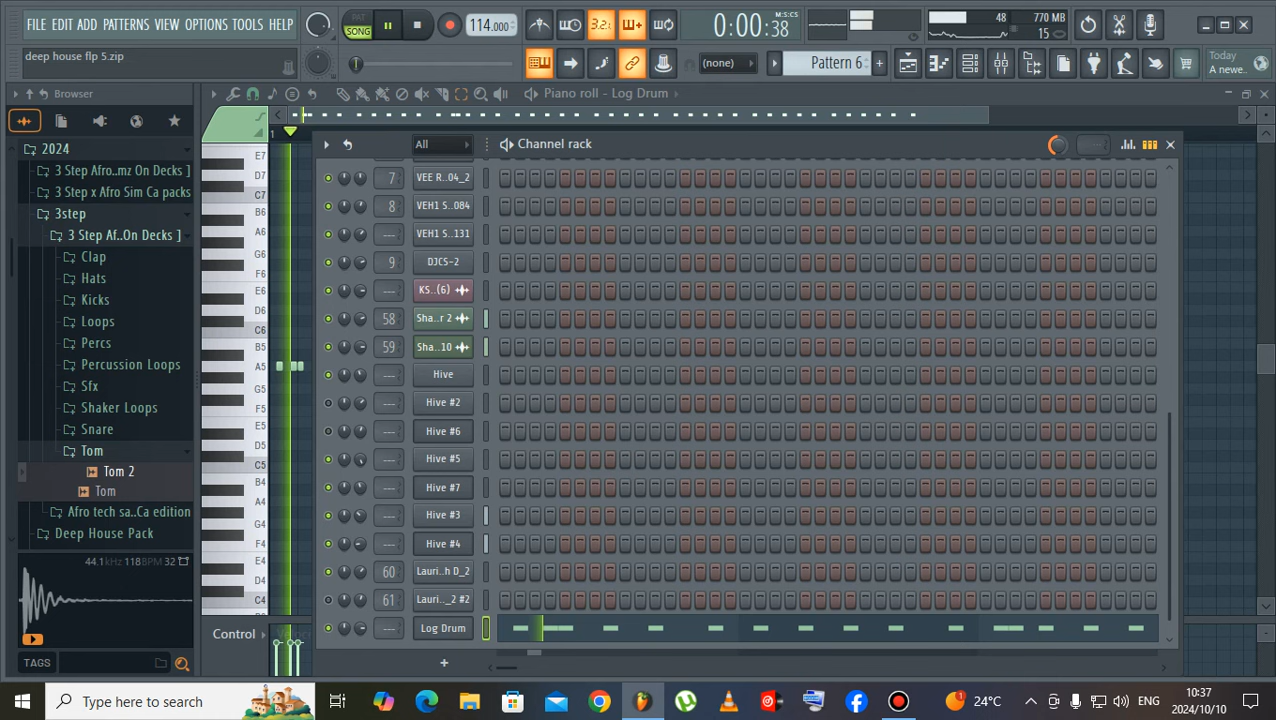 FILE EDIT ADD PATTERNS VIEW OPTIONS TOOLS HELP
deep house flp 5.zip
PAT
SONG
114.000
3.2.
0:00:38
M:S:CS
48
770 MB
15
(none)
Pattern 6
Today
A newe..
Browser
Piano roll - Log Drum
2024
3 Step Afro..mz On Decks ]
3 Step x Afro Sim Ca packs
3step
3 Step Af..On Decks ]
Clap
Hats
Kicks
Loops
Percs
Percussion Loops
Sfx
Shaker Loops
Snare
Tom
Tom 2
Tom
Afro tech sa..Ca edition
Deep House Pack
44.1kHz 118BPM 32
TAGS
1
E7
D7
C7
B6
A6
G6
F6
E6
D6
C6
B5
A5
G5
F5
E5
D5
C5
B4
A4
G4
F4
E4
D4
C4
Control
All
Channel rack
7 VEE R..04_2
8 VEH1 S..084
--- VEH1 S..131
9 DJCS-2
--- KS..(6)
58 Sha..r 2
59 Sha..10
--- Hive
--- Hive #2
--- Hive #6
--- Hive #5
--- Hive #7
--- Hive #3
--- Hive #4
60 Lauri..h D_2
61 Lauri.._2 #2
--- Log Drum
Type here to search
1
24°C
ENG
10:37
2024/10/10